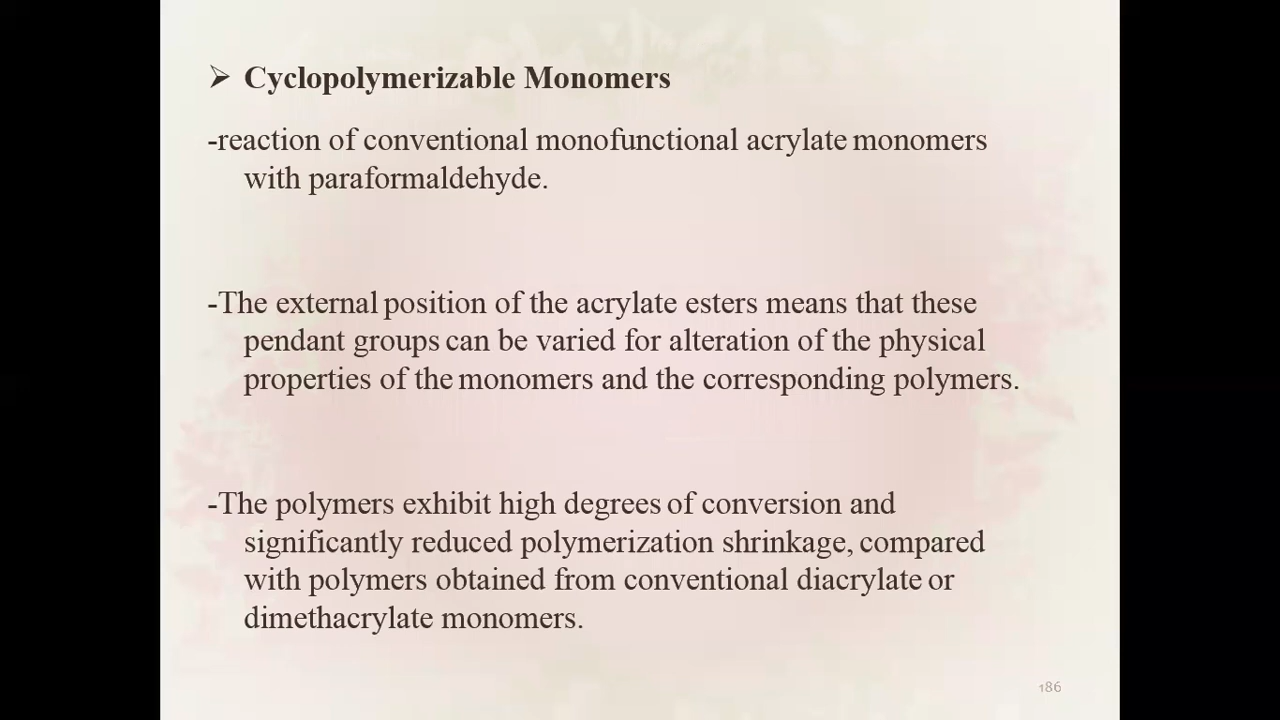 ➢ Cyclopolymerizable Monomers
-reaction of conventional monofunctional acrylate monomers
with paraformaldehyde.
-The external position of the acrylate esters means that these
pendant groups can be varied for alteration of the physical
properties of the monomers and the corresponding polymers.
-The polymers exhibit high degrees of conversion and
significantly reduced polymerization shrinkage, compared
with polymers obtained from conventional diacrylate or
dimethacrylate monomers.
186